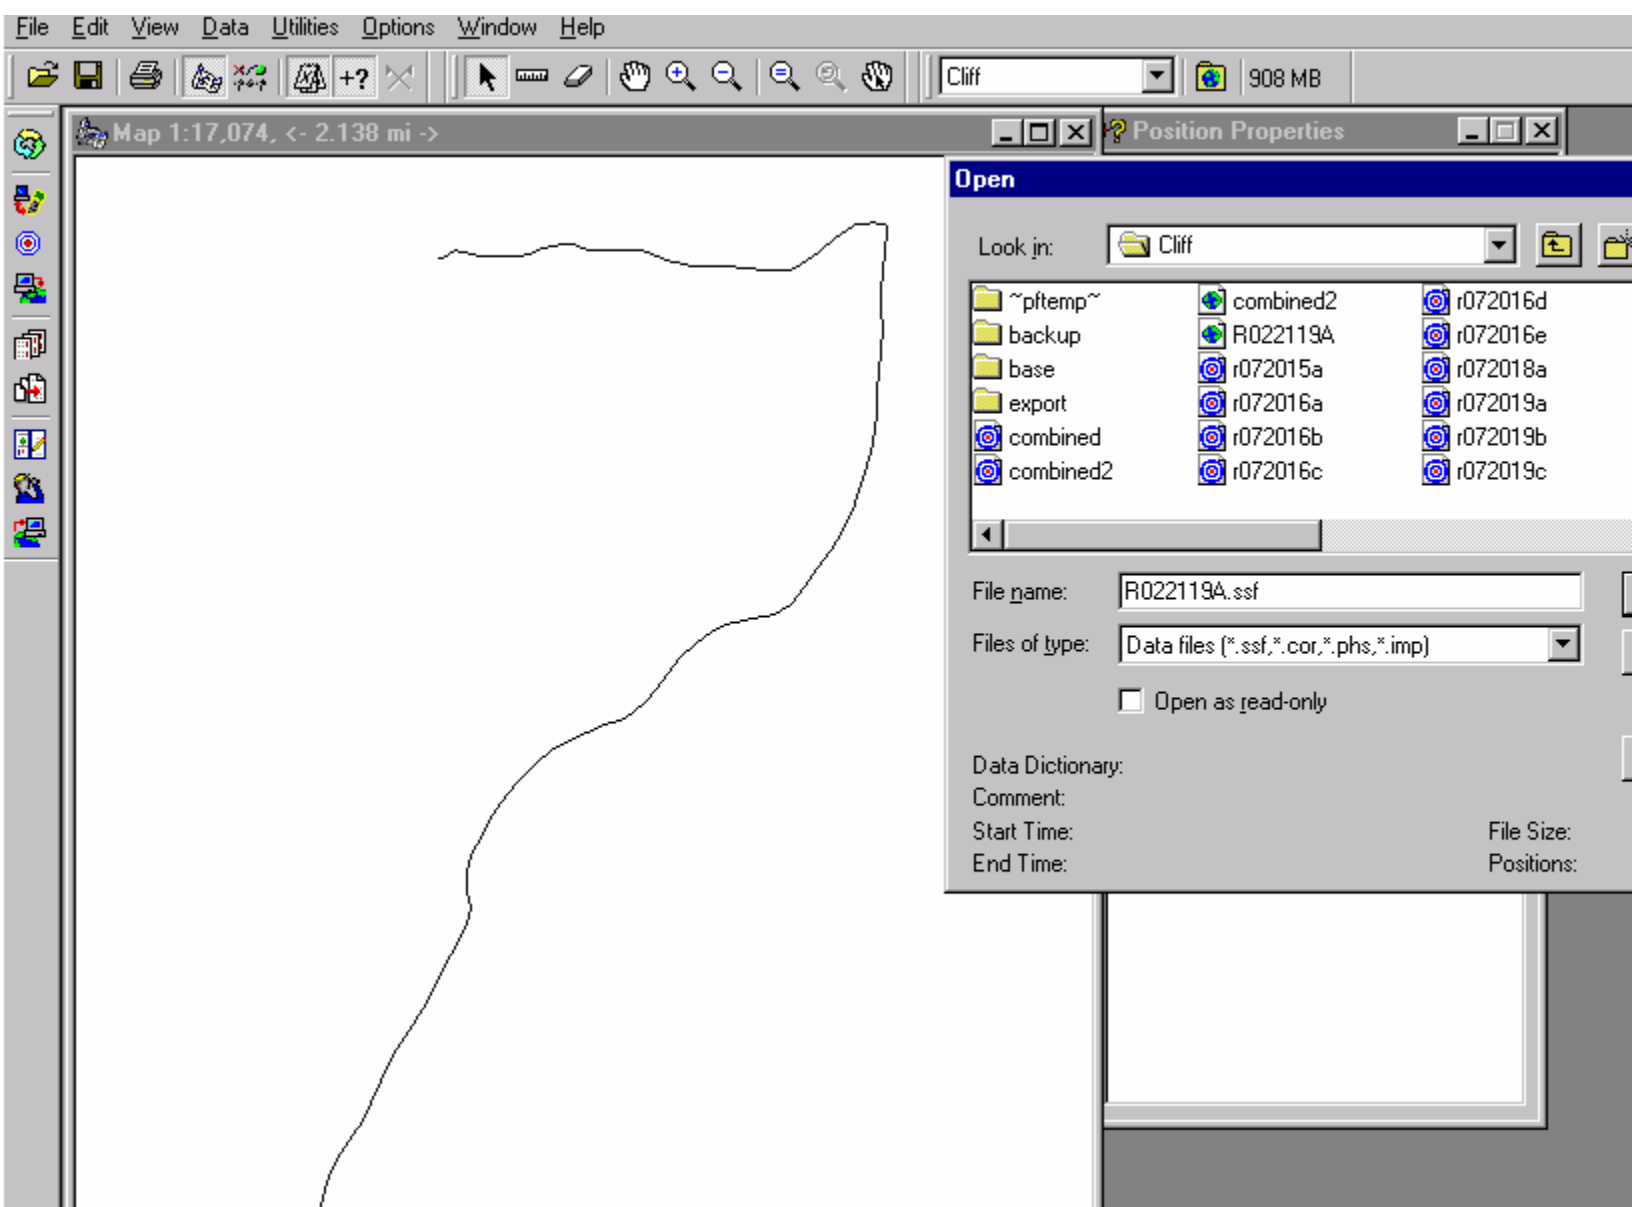 File Edit View Data Utilities Options Window Help
+? Cliff 908 MB
Map 1:17,074, <- 2.138 mi ->
Position Properties
Open
Look in: Cliff
~pftemp~ combined2 r072016d
backup R022119A r072016e
base r072015a r072018a
export r072016a r072019a
combined r072016b r072019b
combined2 r072016c r072019c
File name: R022119A.ssf
Files of type: Data files (*.ssf,*.cor,*.phs,*.imp)
Open as read-only
Data Dictionary:
Comment:
Start Time: File Size:
End Time: Positions: